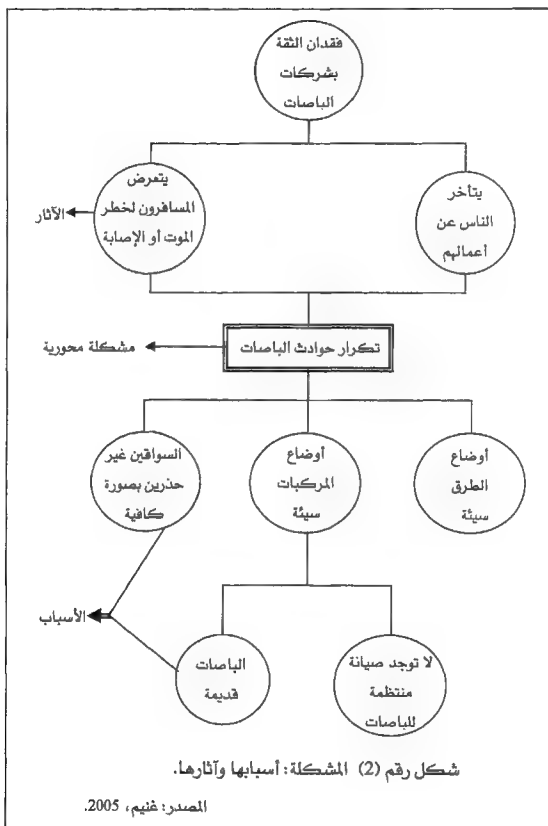 فقدان الثقة
بشركات
الباصات
يتأخر
الناس عن
أعمالهم
يتعرض
المسافرون لخطر
الموت أو الإصابة
الآثار
تكرار حوادث الباصات
مشكلة محورية
أوضاع
الطرق
سيئة
أوضاع
المركبات
سيئة
السواقين غير
حذرين بصورة
كافية
الأسباب
لا توجد صيانة
منتظمة
للباصات
الباصات
قديمة
شكل رقم (2) المشكلة: أسبابها وآثارها.
المصدر: غنيم، 2005.